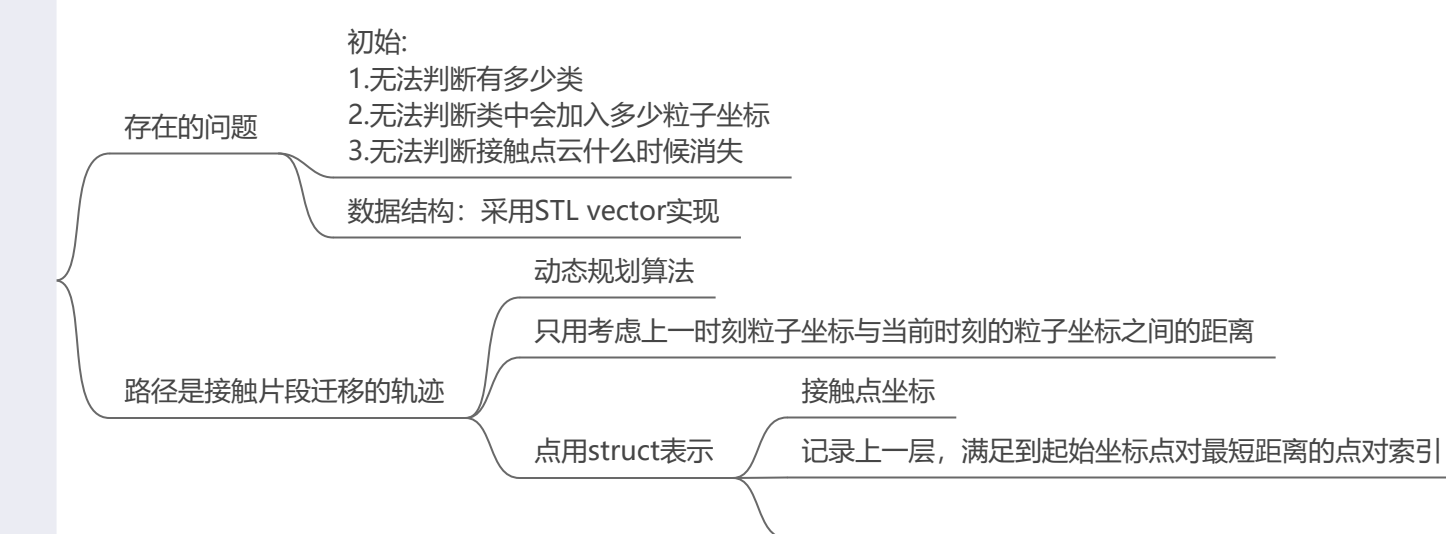 初始:
1.无法判断有多少类
2.无法判断类中会加入多少粒子坐标
3.无法判断接触点云什么时候消失
存在的问题
数据结构：采用STL vector实现
动态规划算法
只用考虑上一时刻粒子坐标与当前时刻的粒子坐标之间的距离
路径是接触片段迁移的轨迹
接触点坐标
点用struct表示
记录上一层，满足到起始坐标点对最短距离的点对索引